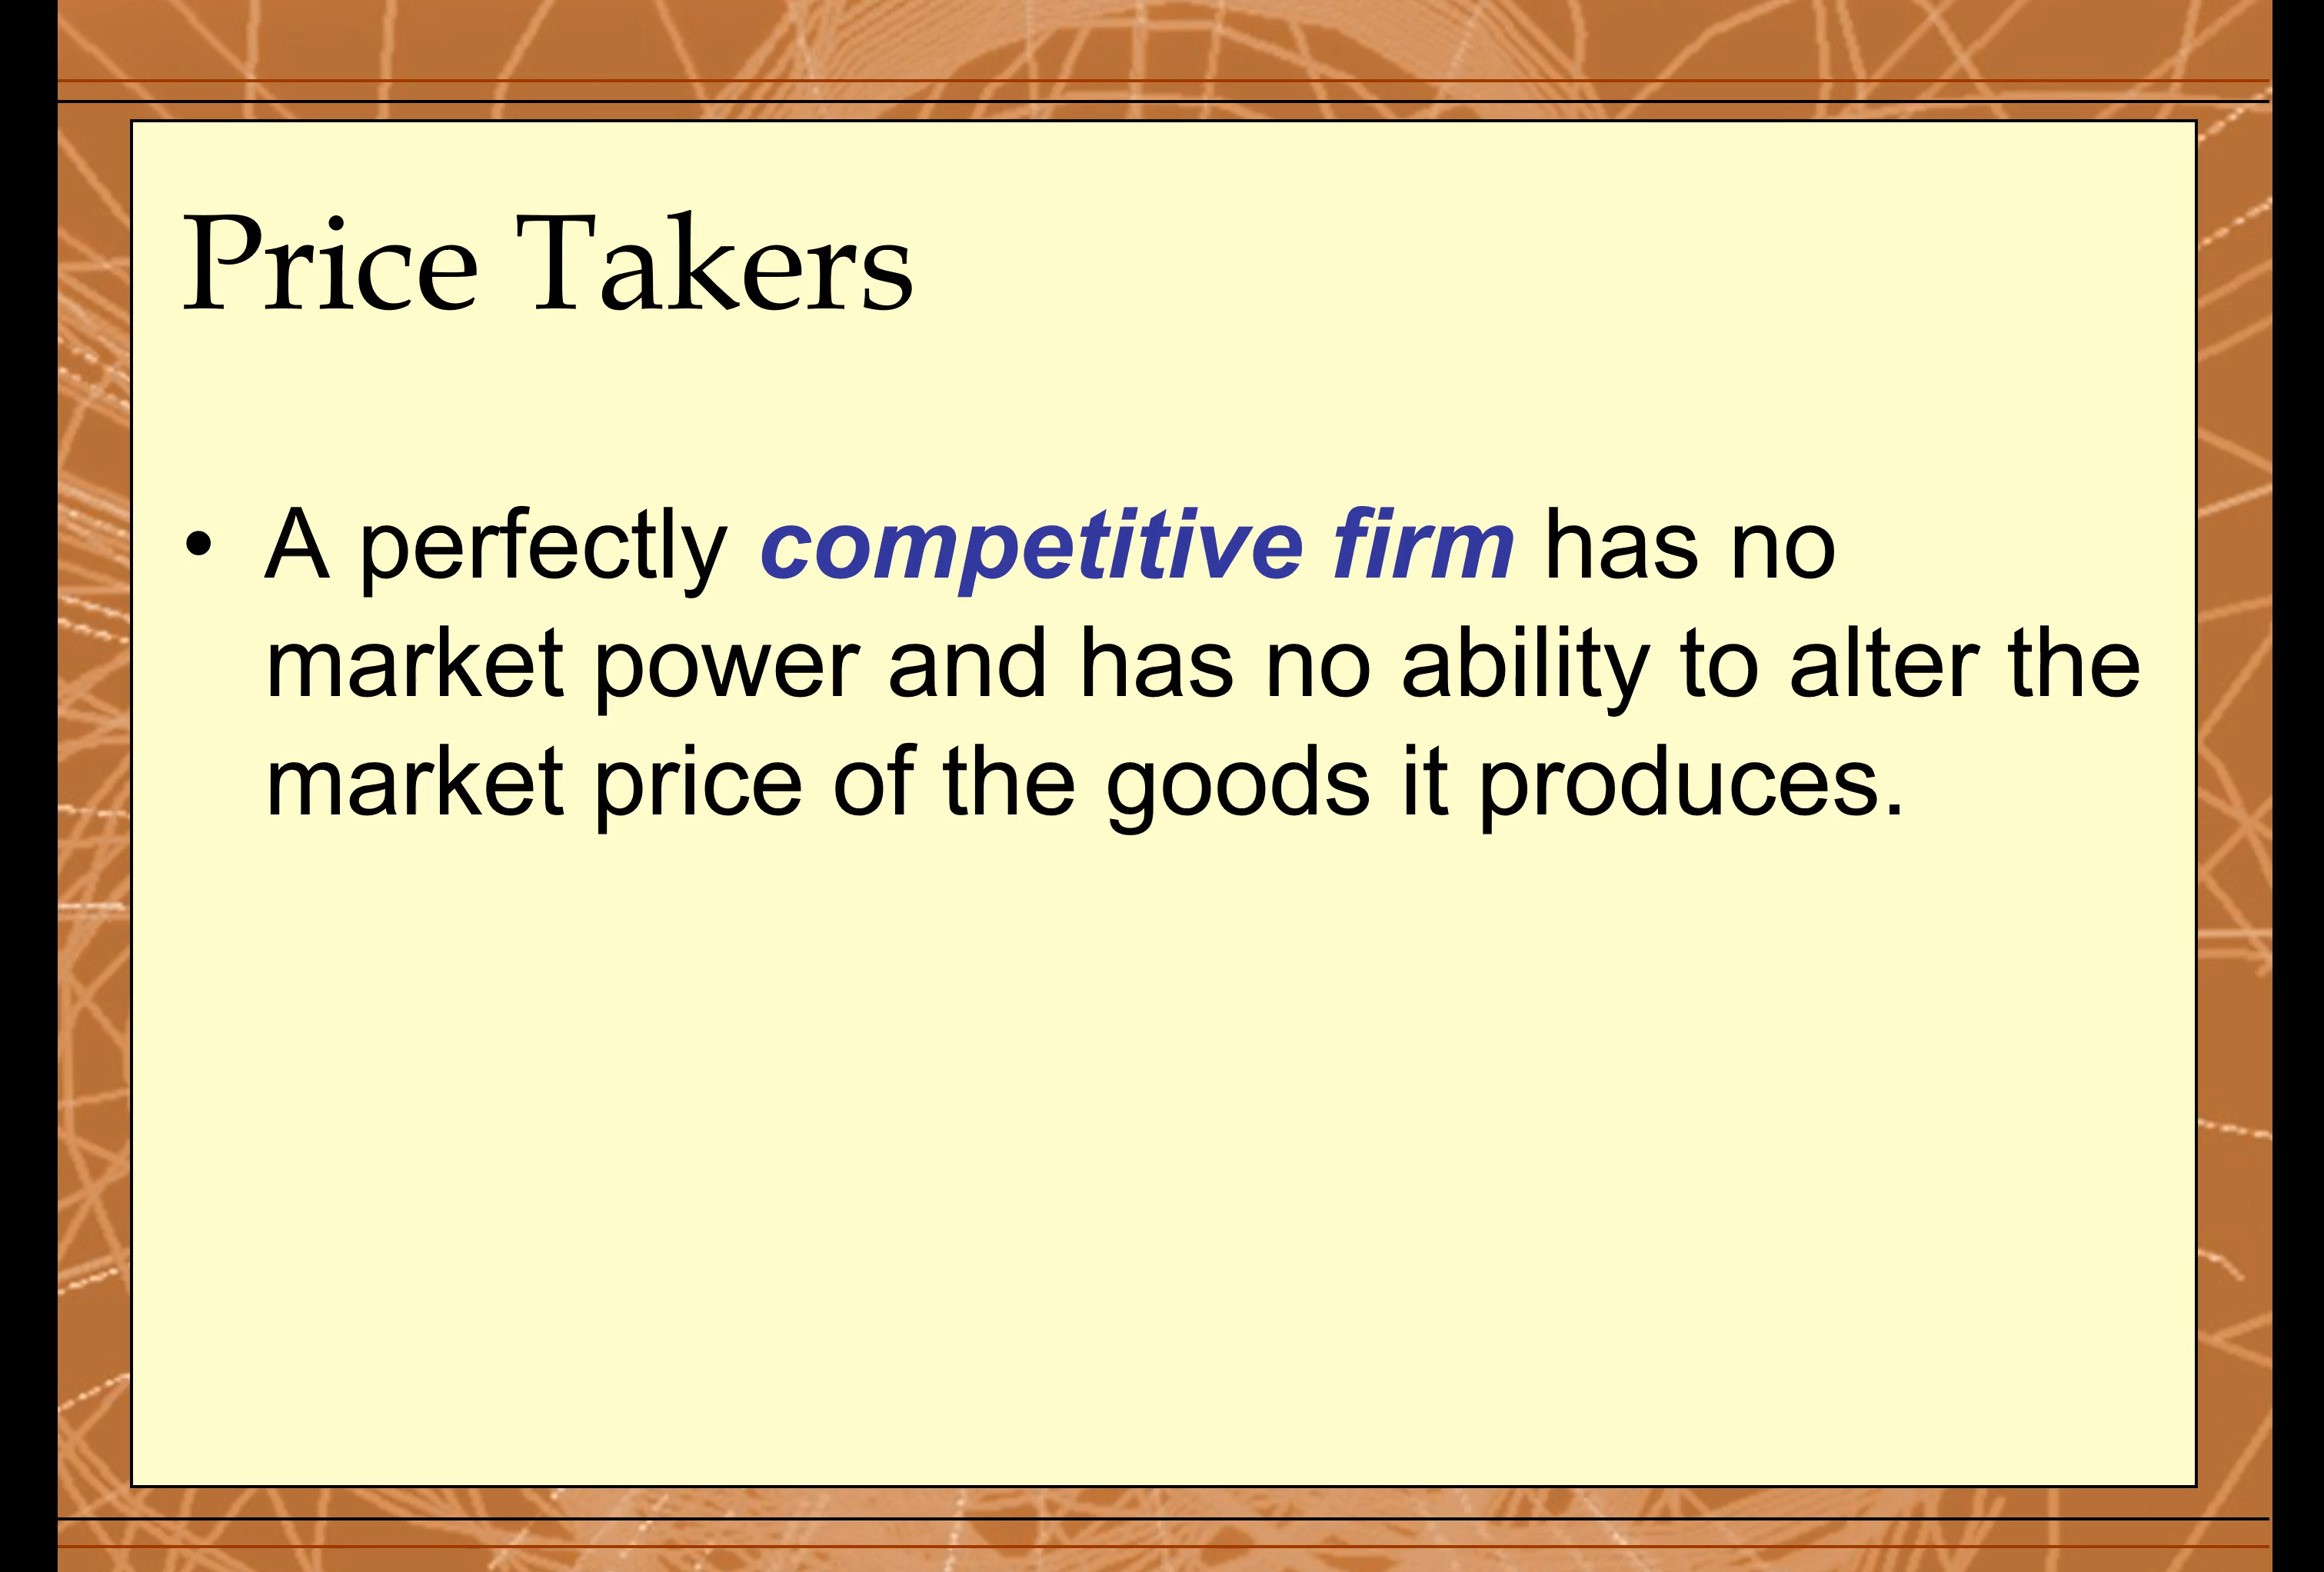 Price Takers
• A perfectly competitive firm has no
market power and has no ability to alter the
market price of the goods it produces.